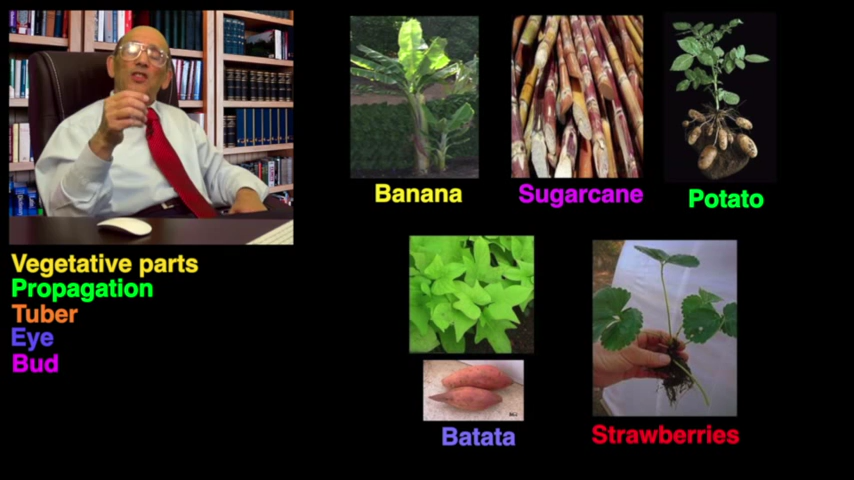 Vegetative parts
Propagation
Tuber
Eye
Bud
Banana
Sugarcane
Potato
Batata
Strawberries